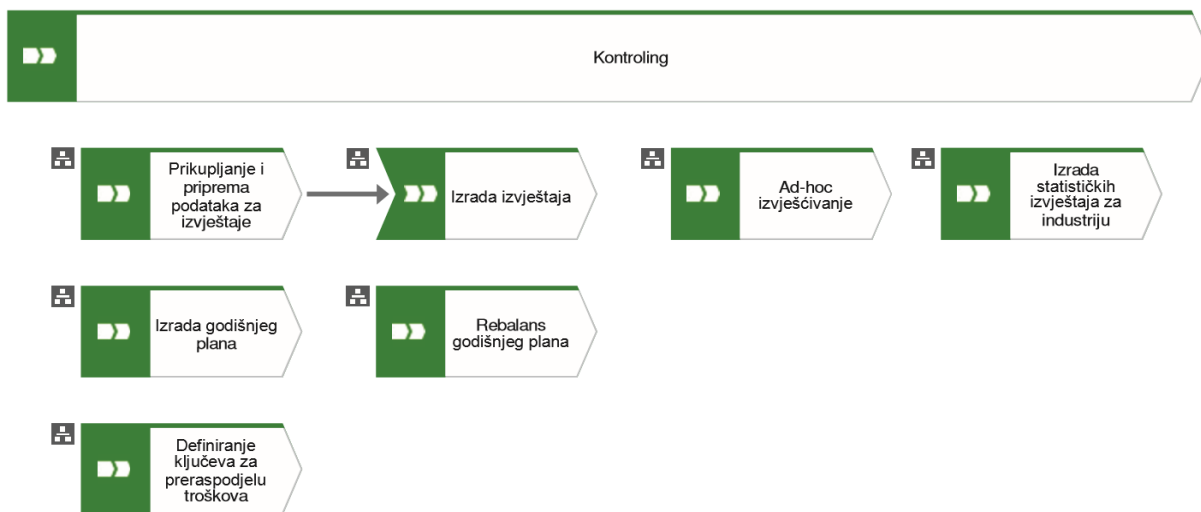 Kontroling
Prikupljanje i
priprema
podataka za
izvještaje
Izrada izvještaja
Ad-hoc
izvješćivanje
Izrada
statističkih
izvještaja za
industriju
Izrada godišnjeg
plana
Rebalans
godišnjeg plana
Definiranje
ključeva za
preraspodjelu
troškova